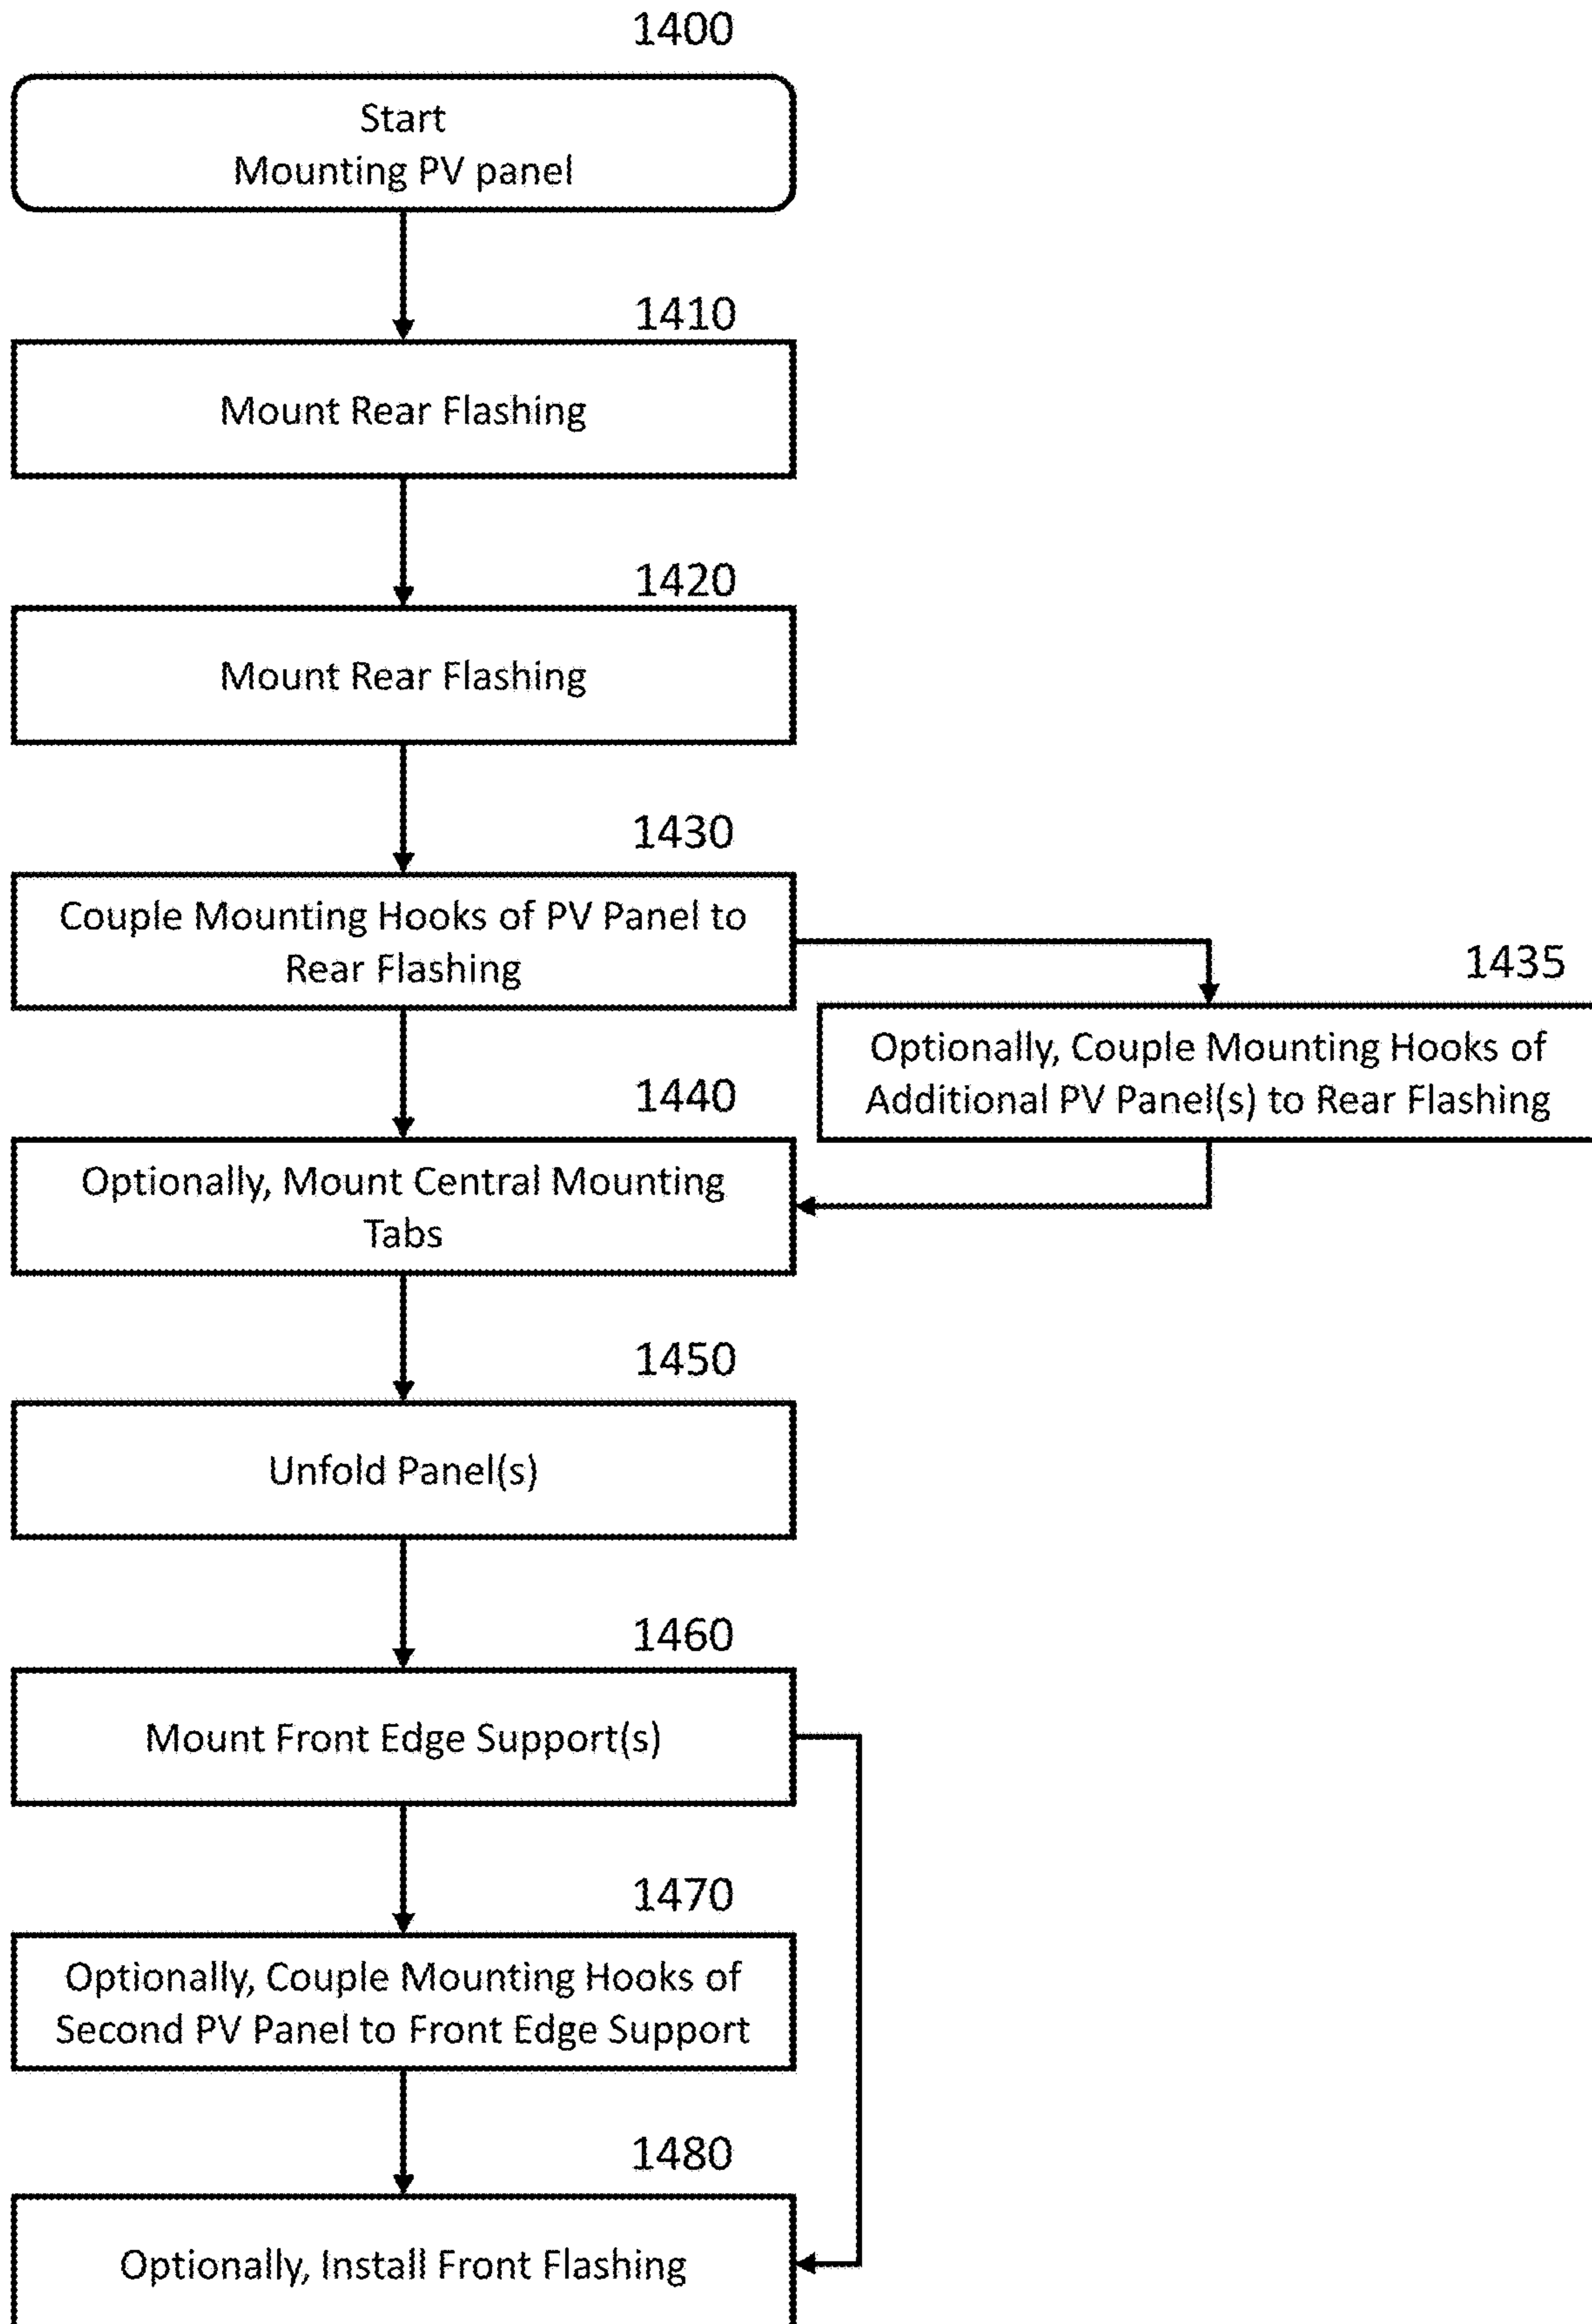 1400
Start
Mounting PV panel
1410
Mount Rear Flashing
1420
Mount Rear Flashing
1430
Couple Mounting Hooks of PV Panel to
Rear Flashing
1435
Optionally, Couple Mounting Hooks of
Additional PV Panel(s) to Rear Flashing
1440
Optionally, Mount Central Mounting
Tabs
1450
Unfold Panel(s)
1460
Mount Front Edge Support(s)
1470
Optionally, Couple Mounting Hooks of
Second PV Panel to Front Edge Support
1480
Optionally, Install Front Flashing